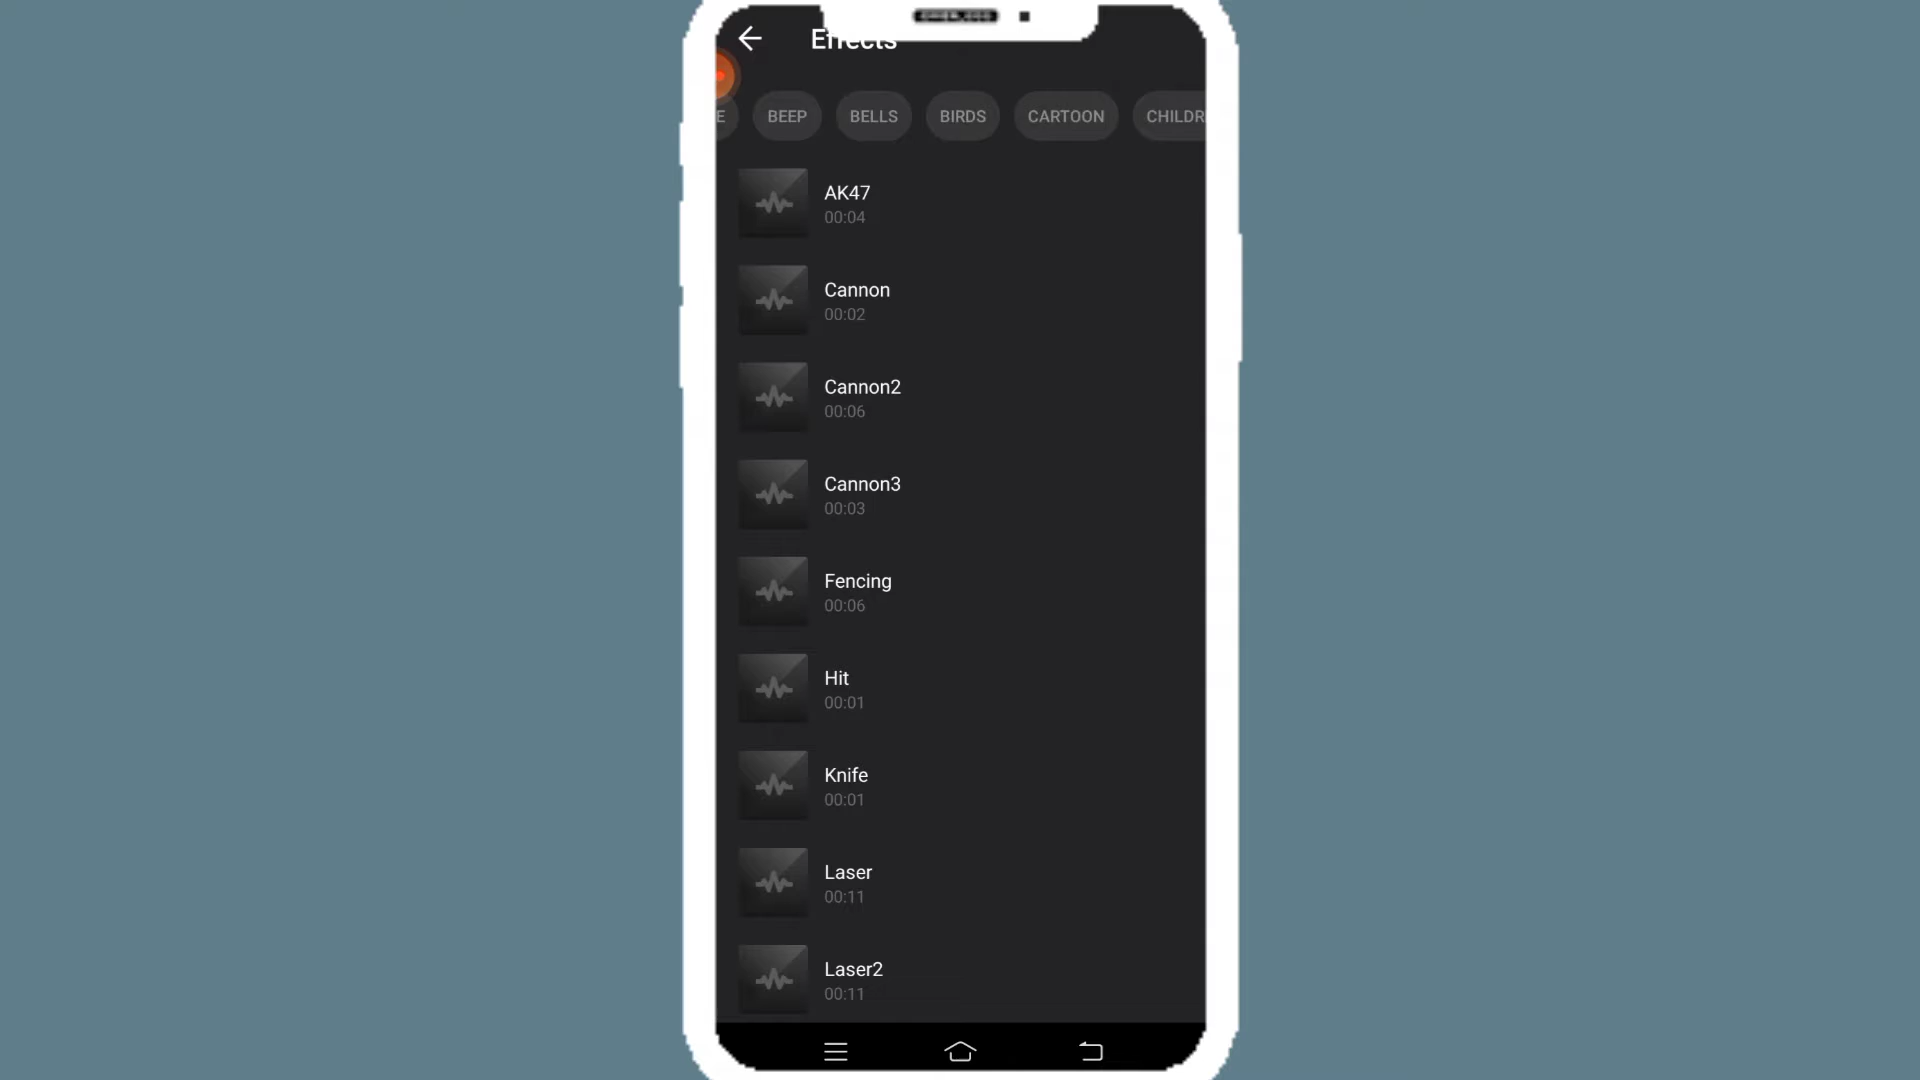 Effects
E BEEP BELLS BIRDS CARTOON CHILDR
AK47
00:04
Cannon
00:02
Cannon2
00:06
Cannon3
00:03
Fencing
00:06
Hit
00:01
Knife
00:01
Laser
00:11
Laser2
00:11